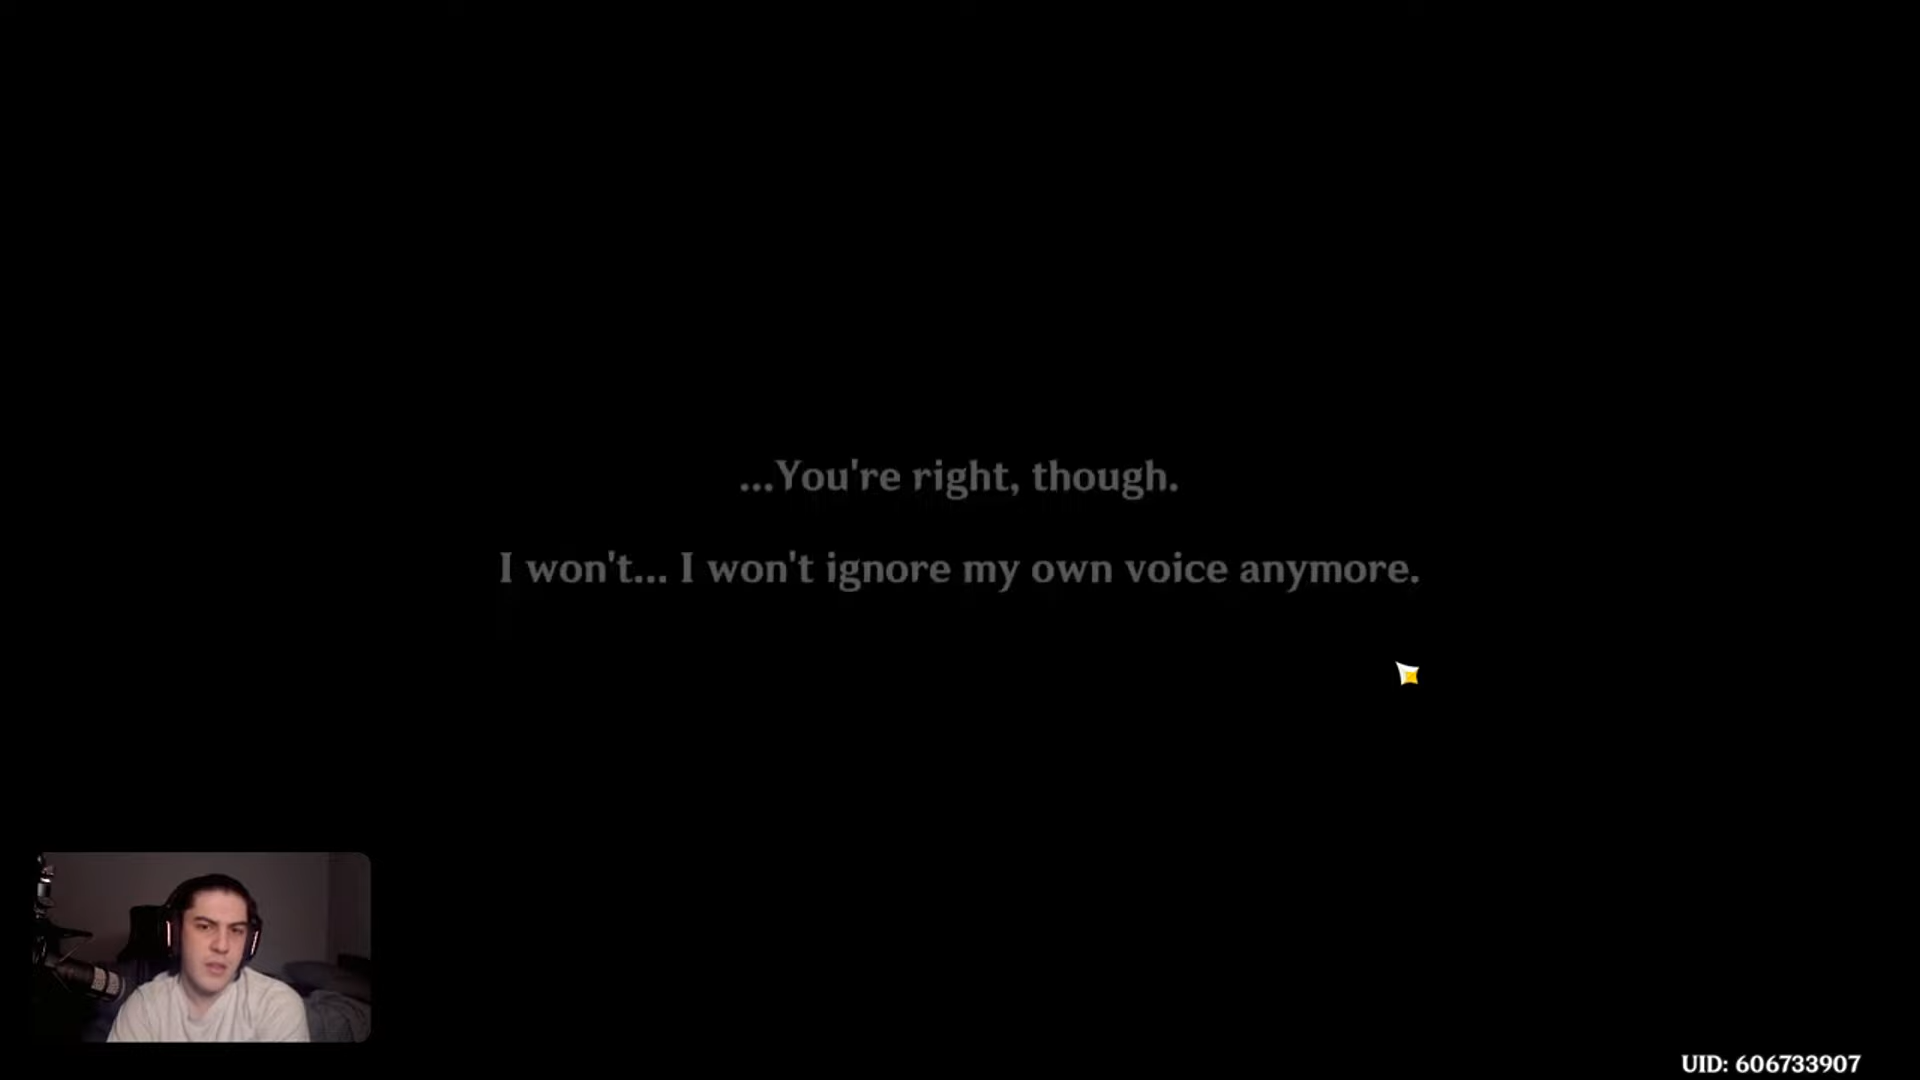 ...You're right, though.
I won't... I won't ignore my own voice anymore.
UID: 606733907